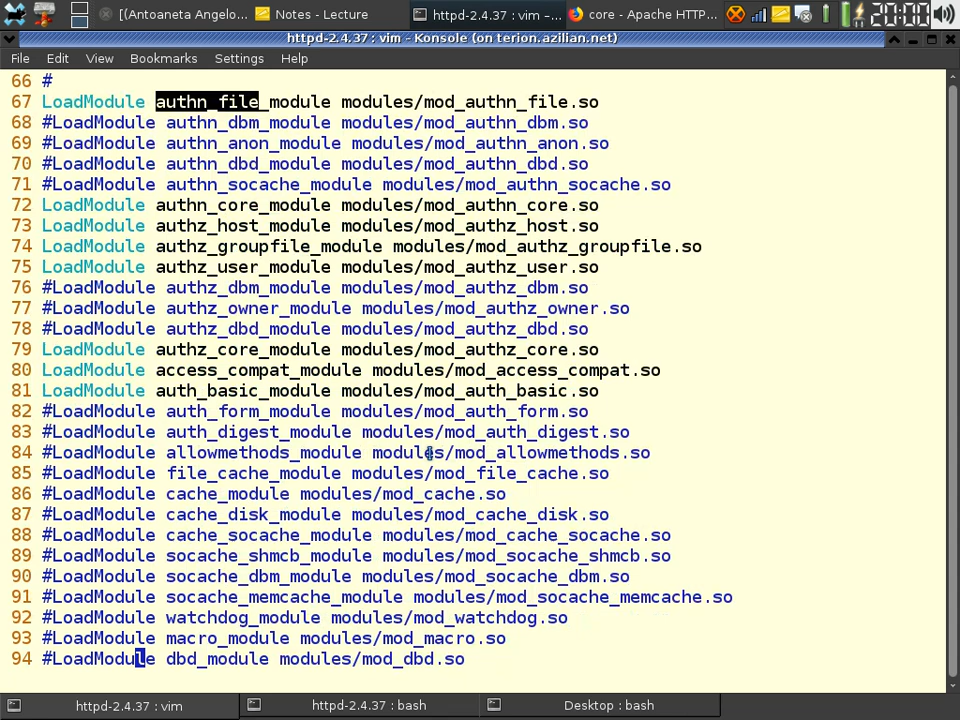 [(Antoaneta Angelo...
Notes - Lecture
httpd-2.4.37 : vim – ...
core - Apache HTTP...
20:00
httpd-2.4.37 : vim – Konsole (on terion.azilian.net)
File Edit View Bookmarks Settings Help
66 #
67 LoadModule authn_file_module modules/mod_authn_file.so
68 #LoadModule authn_dbm_module modules/mod_authn_dbm.so
69 #LoadModule authn_anon_module modules/mod_authn_anon.so
70 #LoadModule authn_dbd_module modules/mod_authn_dbd.so
71 #LoadModule authn_socache_module modules/mod_authn_socache.so
72 LoadModule authn_core_module modules/mod_authn_core.so
73 LoadModule authz_host_module modules/mod_authz_host.so
74 LoadModule authz_groupfile_module modules/mod_authz_groupfile.so
75 LoadModule authz_user_module modules/mod_authz_user.so
76 #LoadModule authz_dbm_module modules/mod_authz_dbm.so
77 #LoadModule authz_owner_module modules/mod_authz_owner.so
78 #LoadModule authz_dbd_module modules/mod_authz_dbd.so
79 LoadModule authz_core_module modules/mod_authz_core.so
80 LoadModule access_compat_module modules/mod_access_compat.so
81 LoadModule auth_basic_module modules/mod_auth_basic.so
82 #LoadModule auth_form_module modules/mod_auth_form.so
83 #LoadModule auth_digest_module modules/mod_auth_digest.so
84 #LoadModule allowmethods_module modules/mod_allowmethods.so
85 #LoadModule file_cache_module modules/mod_file_cache.so
86 #LoadModule cache_module modules/mod_cache.so
87 #LoadModule cache_disk_module modules/mod_cache_disk.so
88 #LoadModule cache_socache_module modules/mod_cache_socache.so
89 #LoadModule socache_shmcb_module modules/mod_socache_shmcb.so
90 #LoadModule socache_dbm_module modules/mod_socache_dbm.so
91 #LoadModule socache_memcache_module modules/mod_socache_memcache.so
92 #LoadModule watchdog_module modules/mod_watchdog.so
93 #LoadModule macro_module modules/mod_macro.so
94 #LoadModule dbd_module modules/mod_dbd.so
httpd-2.4.37 : vim
httpd-2.4.37 : bash
Desktop : bash